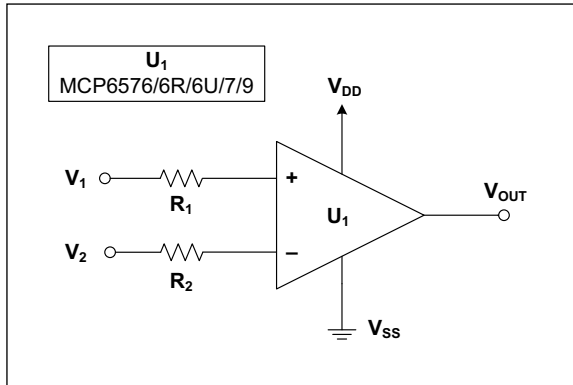 U1
MCP6576/6R/6U/7/9
VDD
V1
+
VOUT
R1
U1
V2
–
R2
VSS